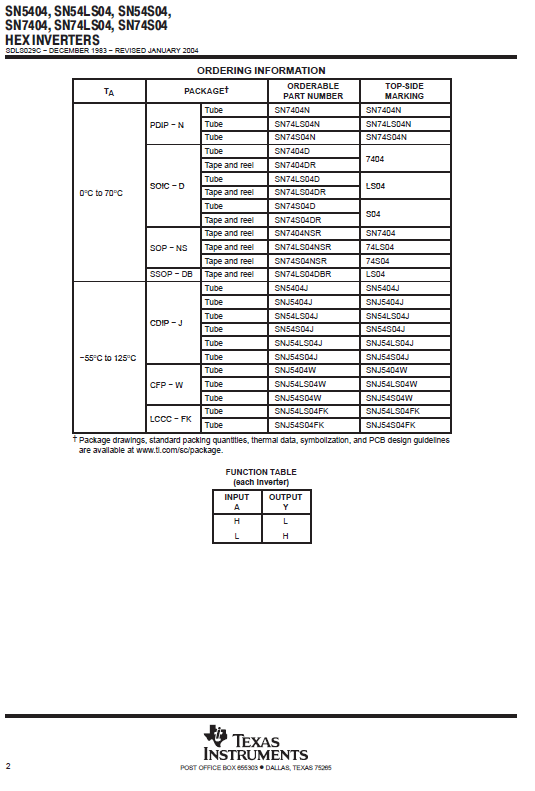 SN5404, SN54LS04, SN54S04,
SN7404, SN74LS04, SN74S04
HEX INVERTERS
SDLS029C − DECEMBER 1983 − REVISED JANUARY 2004
ORDERING INFORMATION
TA PACKAGE† ORDERABLE PART NUMBER TOP-SIDE MARKING
0°C to 70°C PDIP − N Tube SN7404N SN7404N
Tube SN74LS04N SN74LS04N
Tube SN74S04N SN74S04N
SOIC − D Tube SN7404D 7404
Tape and reel SN7404DR
Tube SN74LS04D LS04
Tape and reel SN74LS04DR
Tube SN74S04D S04
Tape and reel SN74S04DR
SOP − NS Tape and reel SN7404NSR SN7404
Tape and reel SN74LS04NSR 74LS04
Tape and reel SN74S04NSR 74S04
SSOP − DB Tape and reel SN74LS04DBR LS04
−55°C to 125°C CDIP − J Tube SN5404J SN5404J
Tube SNJ5404J SNJ5404J
Tube SN54LS04J SN54LS04J
Tube SN54S04J SN54S04J
Tube SNJ54LS04J SNJ54LS04J
Tube SNJ54S04J SNJ54S04J
CFP − W Tube SNJ5404W SNJ5404W
Tube SNJ54LS04W SNJ54LS04W
Tube SNJ54S04W SNJ54S04W
LCCC − FK Tube SNJ54LS04FK SNJ54LS04FK
Tube SNJ54S04FK SNJ54S04FK
† Package drawings, standard packing quantities, thermal data, symbolization, and PCB design guidelines
are available at www.ti.com/sc/package.
FUNCTION TABLE
(each inverter)
INPUT OUTPUT
A Y
H L
L H
TEXAS
INSTRUMENTS
2 POST OFFICE BOX 655303 • DALLAS, TEXAS 75265